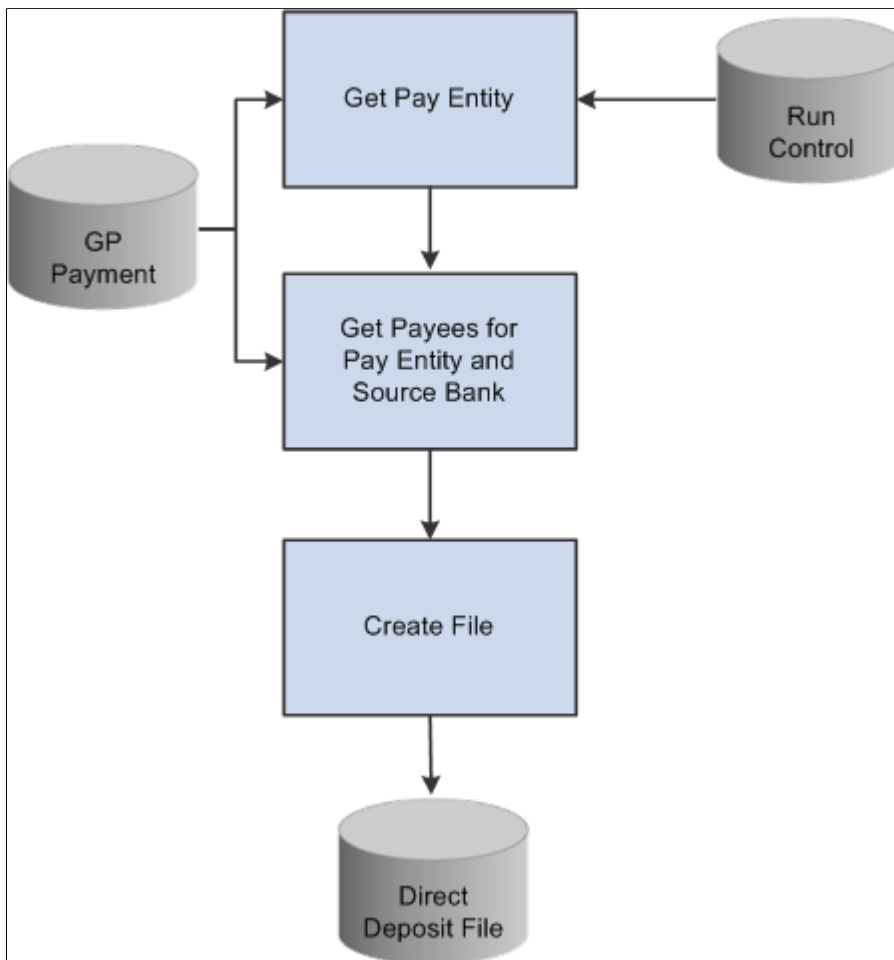 Get Pay Entity
Run
Control
GP
Payment
Get Payees for
Pay Entity and
Source Bank
Create File
Direct
Deposit File